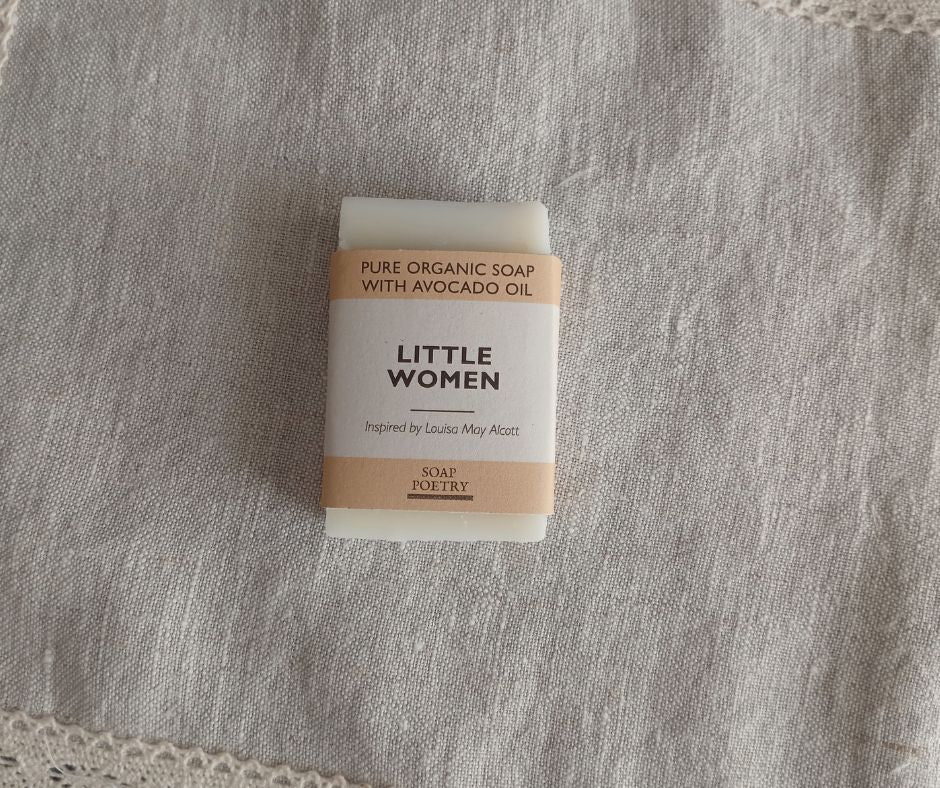 PURE ORGANIC SOAP
WITH AVOCADO OIL
LITTLE
WOMEN
Inspired by Louisa May Alcott
SOAP
POETRY